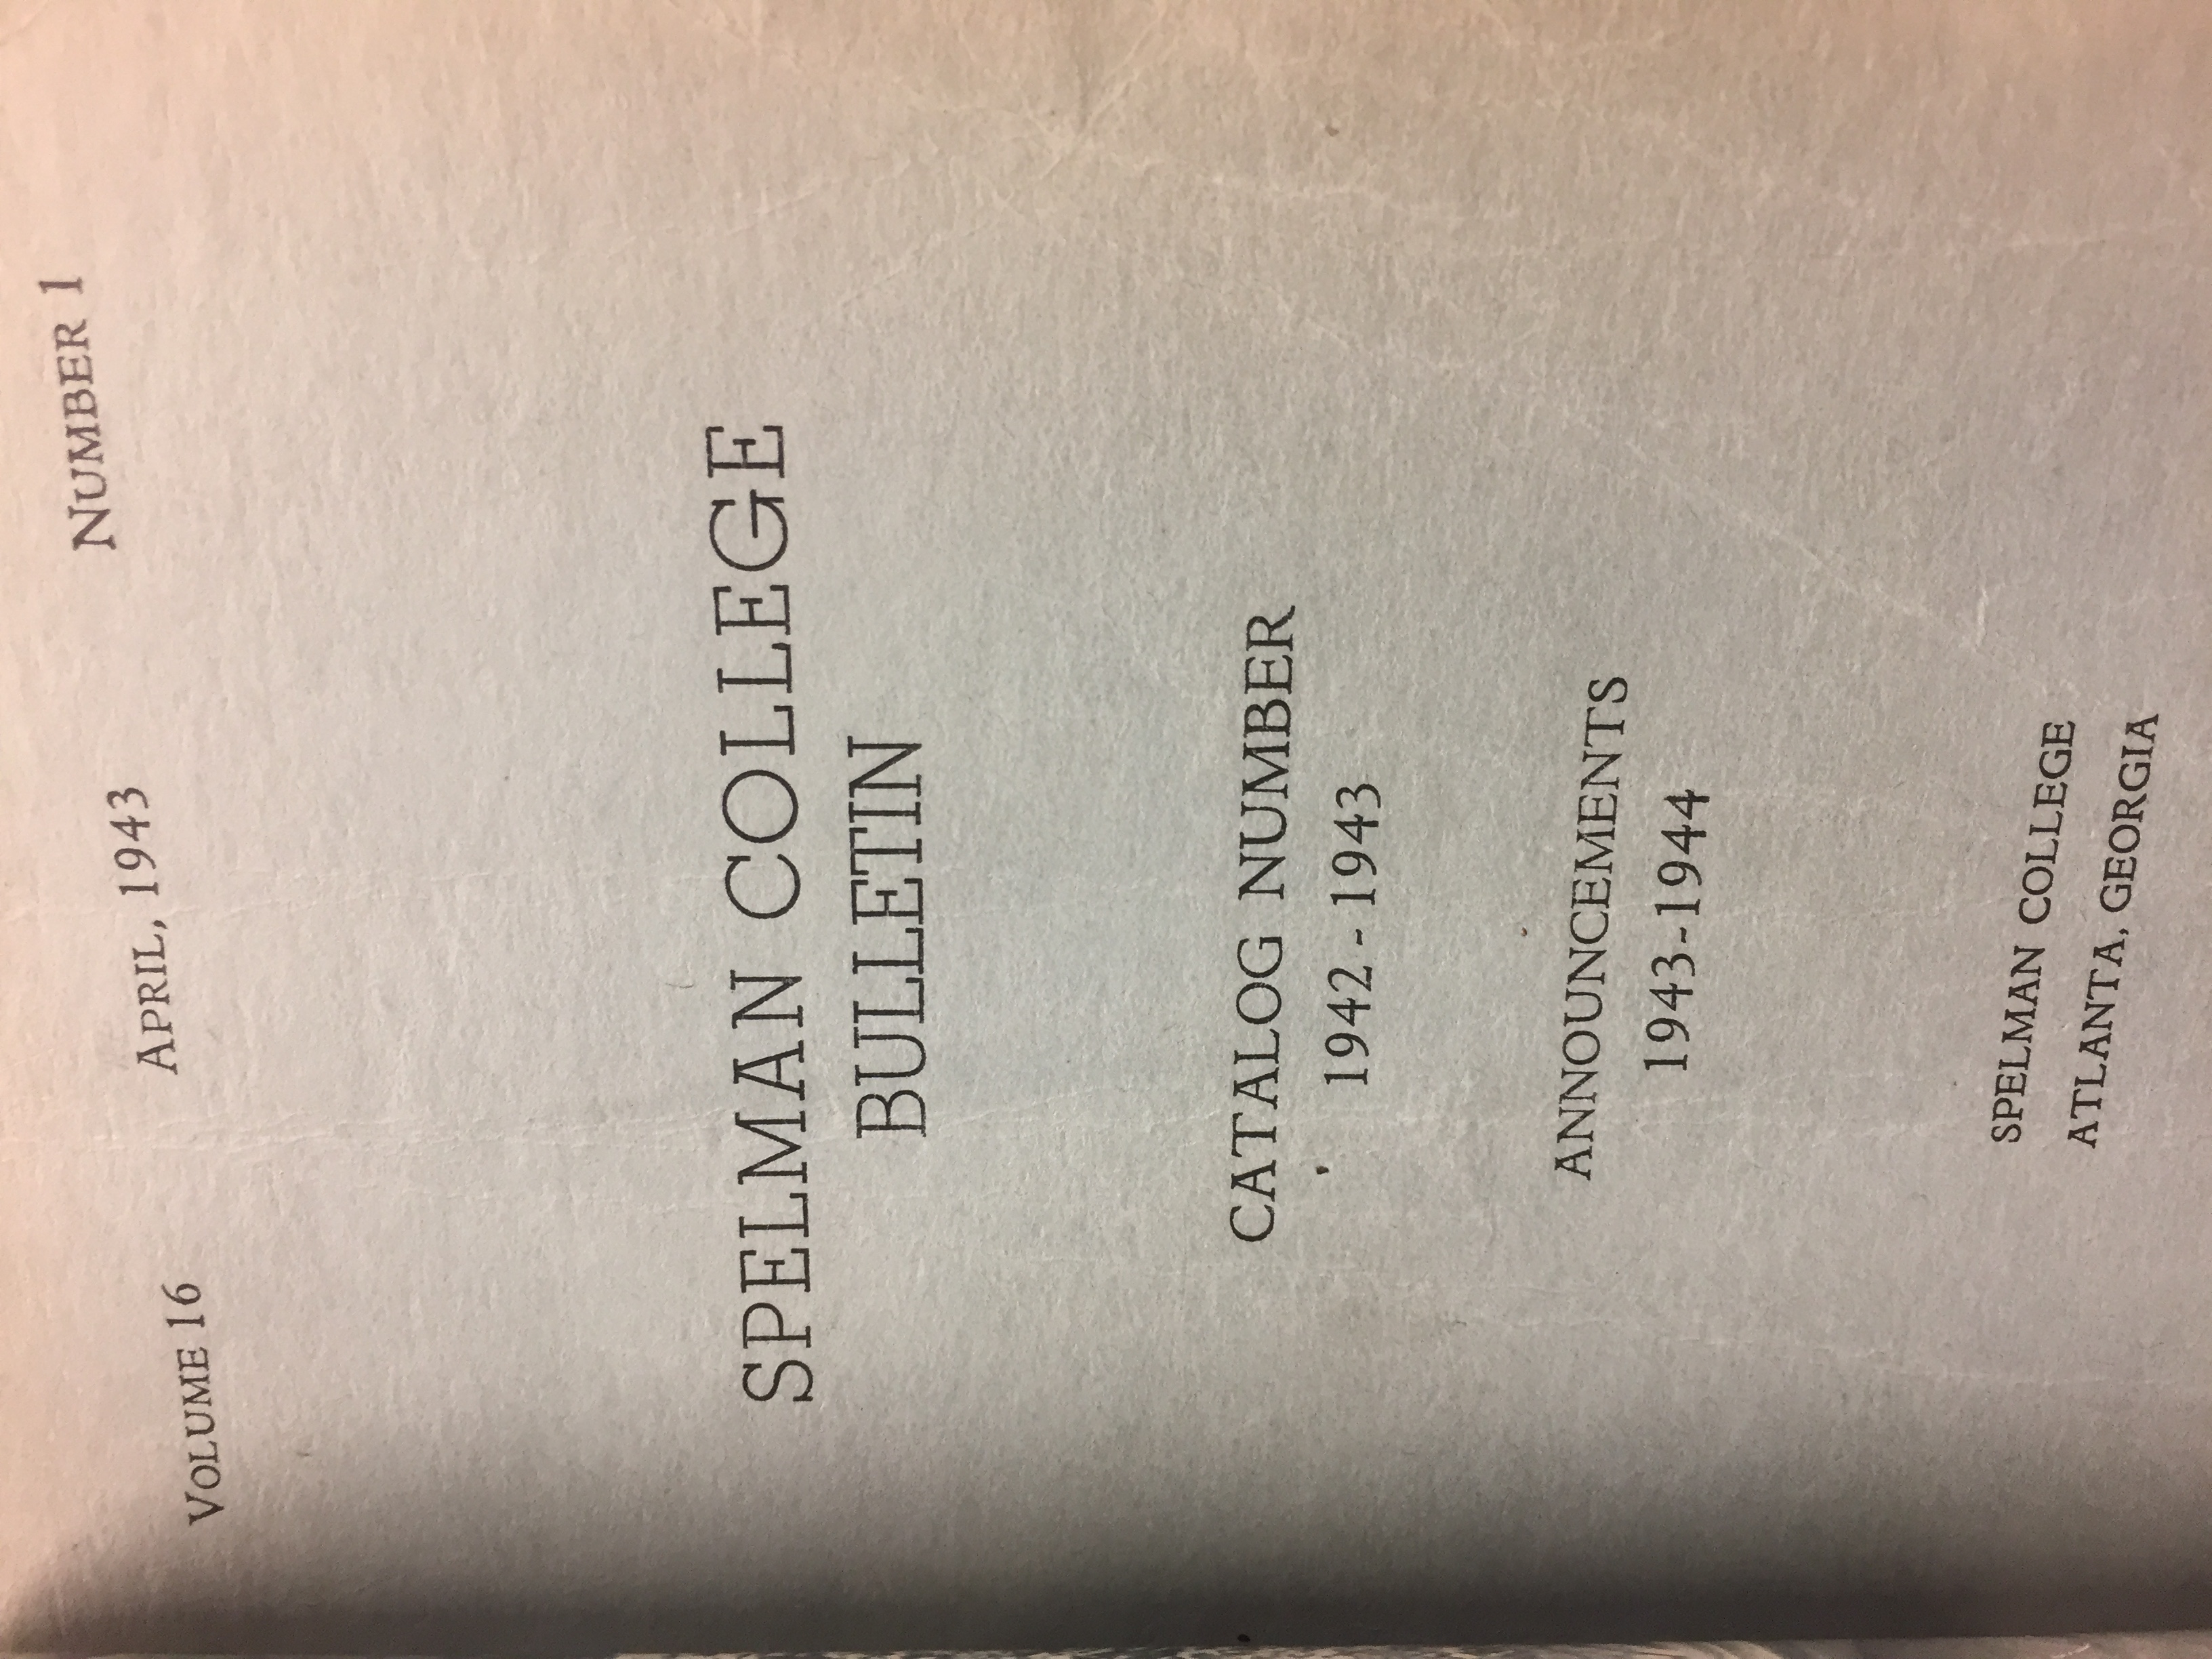 VOLUME 16 APRIL, 1943 NUMBER 1
SPELMAN COLLEGE
BULLETIN
CATALOG NUMBER
1942-1943
ANNOUNCEMENTS
1943-1944
SPELMAN COLLEGE
ATLANTA, GEORGIA